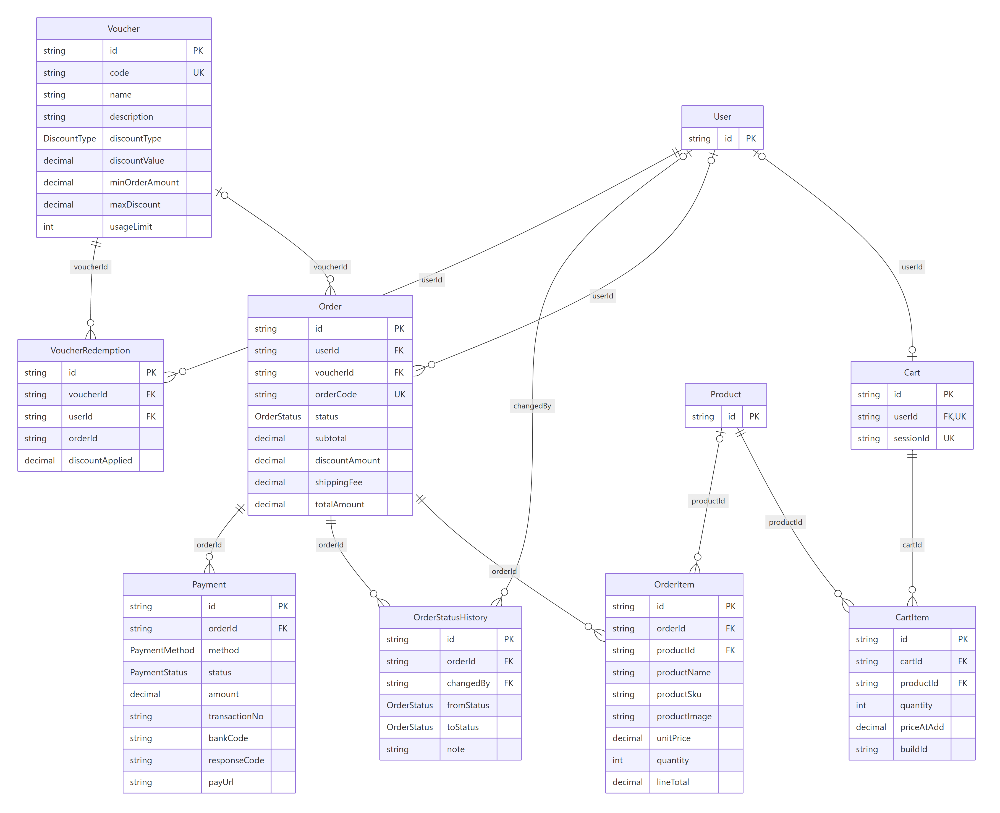 Voucher
string id PK
string code UK
string name
string description
DiscountType discountType
decimal discountValue
decimal minOrderAmount
decimal maxDiscount
int usageLimit
User
string id PK
voucherId
voucherId
userId
userId
userId
Order
string id PK
string userId FK
string voucherId FK
string orderCode UK
OrderStatus status
decimal subtotal
decimal discountAmount
decimal shippingFee
decimal totalAmount
VoucherRedemption
string id PK
string voucherId FK
string userId FK
string orderId
decimal discountApplied
changedBy
Product
string id PK
Cart
string id PK
string userId FK,UK
string sessionId UK
productId
productId
orderId
orderId
cartId
orderId
Payment
string id PK
string orderId FK
PaymentMethod method
PaymentStatus status
decimal amount
string transactionNo
string bankCode
string responseCode
string payUrl
OrderStatusHistory
string id PK
string orderId FK
string changedBy FK
OrderStatus fromStatus
OrderStatus toStatus
string note
OrderItem
string id PK
string orderId FK
string productId FK
string productName
string productSku
string productImage
decimal unitPrice
int quantity
decimal lineTotal
CartItem
string id PK
string cartId FK
string productId FK
int quantity
decimal priceAtAdd
string buildId